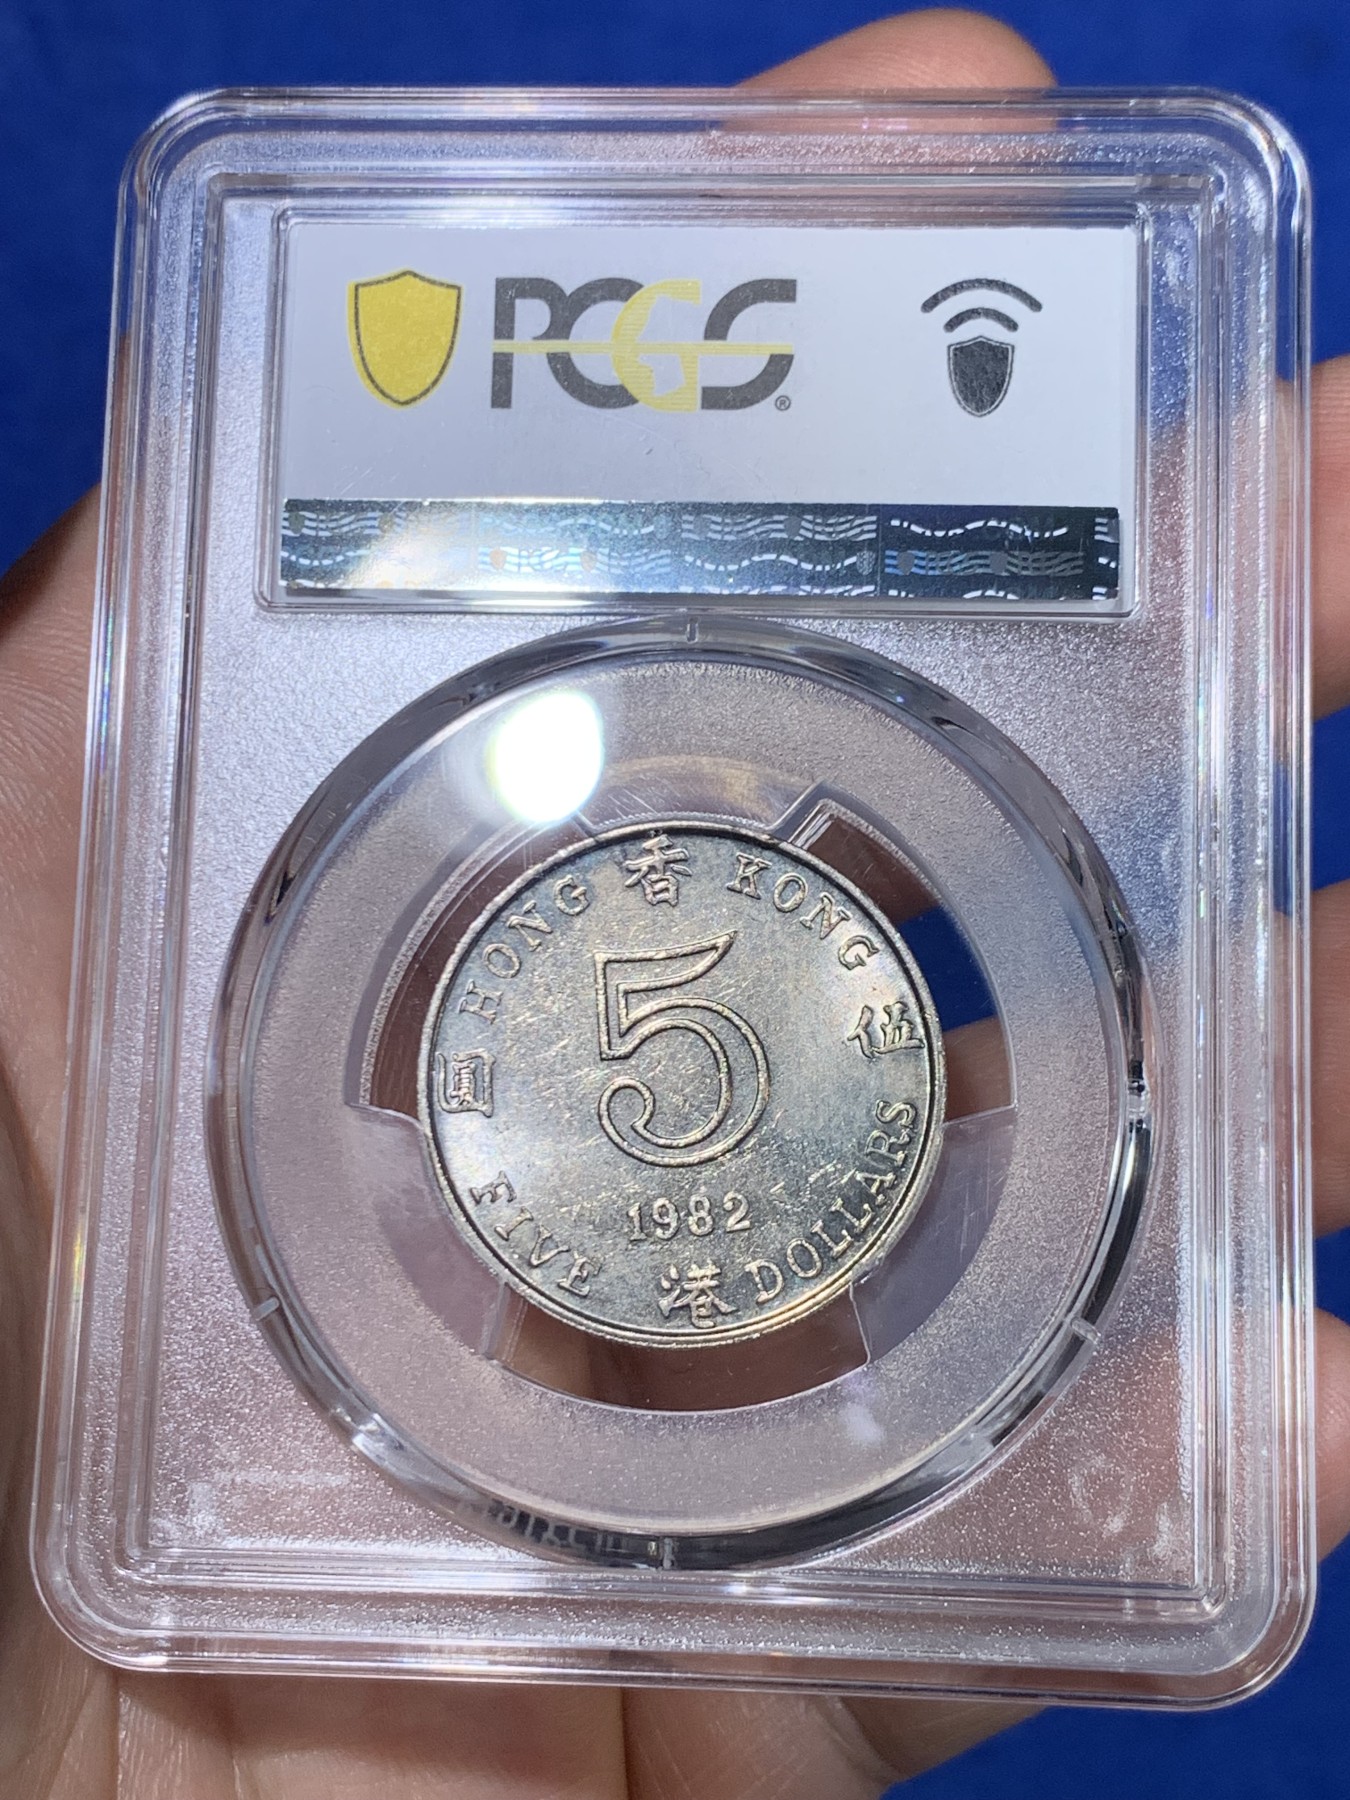 PCGS®
HONG 香 KONG
伍
圓
5
1982
FIVE 港 DOLLARS